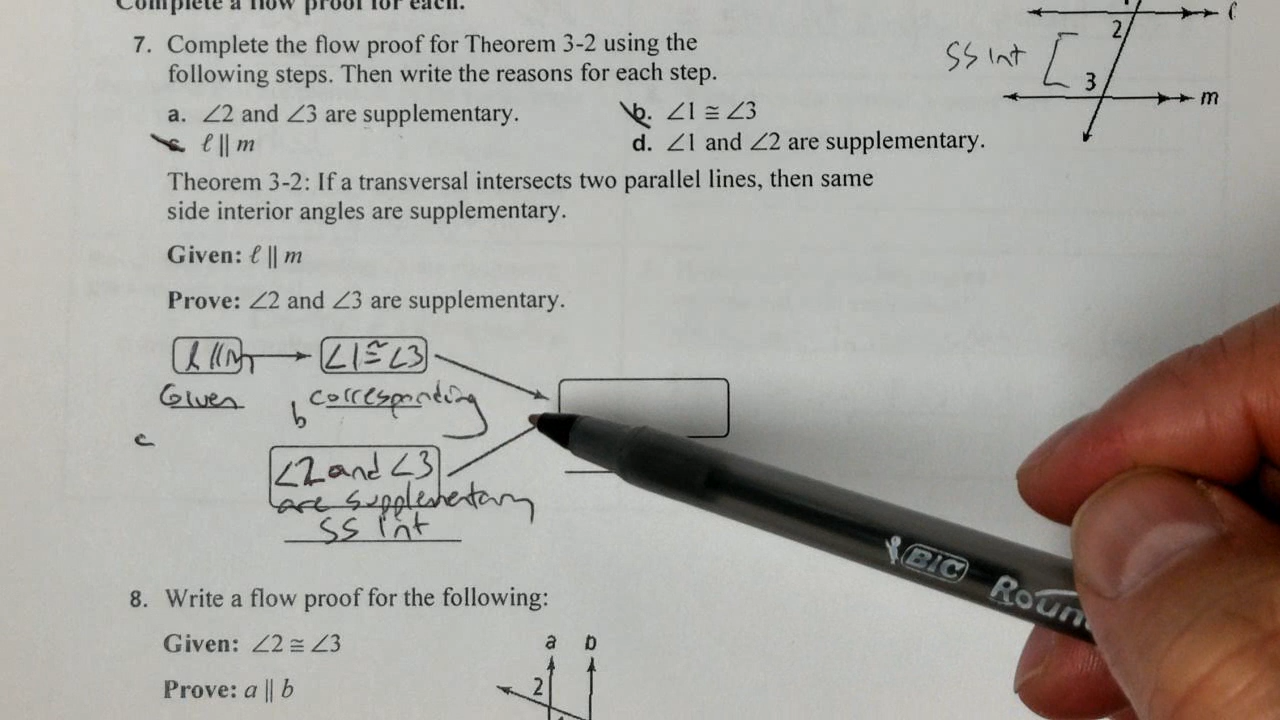 Complete a flow proof for each.
7. Complete the flow proof for Theorem 3-2 using the
following steps. Then write the reasons for each step.
a. ∠2 and ∠3 are supplementary.
b. ∠1 ≅ ∠3
c. ℓ || m
d. ∠1 and ∠2 are supplementary.
Theorem 3-2: If a transversal intersects two parallel lines, then same
side interior angles are supplementary.
Given: ℓ || m
Prove: ∠2 and ∠3 are supplementary.
2
SS Int
3
m
ℓ || m
∠1 ≅ ∠3
Given
b corresponding
c
∠2 and ∠3
are supplementary
SS int
8. Write a flow proof for the following:
Given: ∠2 ≅ ∠3
Prove: a || b
a b
2
BIC Roun